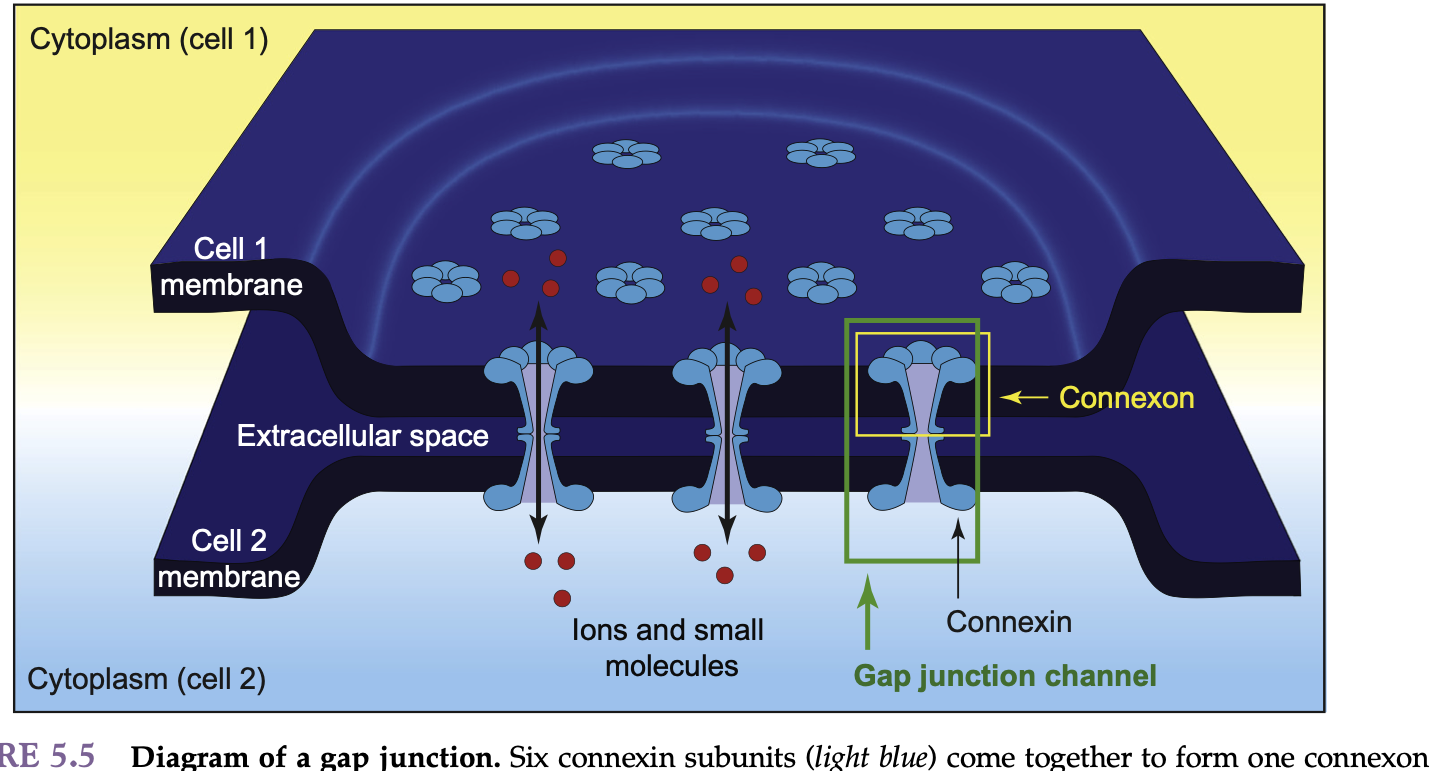 Cytoplasm (cell 1)
Cell 1
membrane
Connexon
Extracellular space
Cell 2
membrane
Connexin
Ions and small
molecules
Gap junction channel
Cytoplasm (cell 2)
RE 5.5 Diagram of a gap junction. Six connexin subunits (light blue) come together to form one connexon